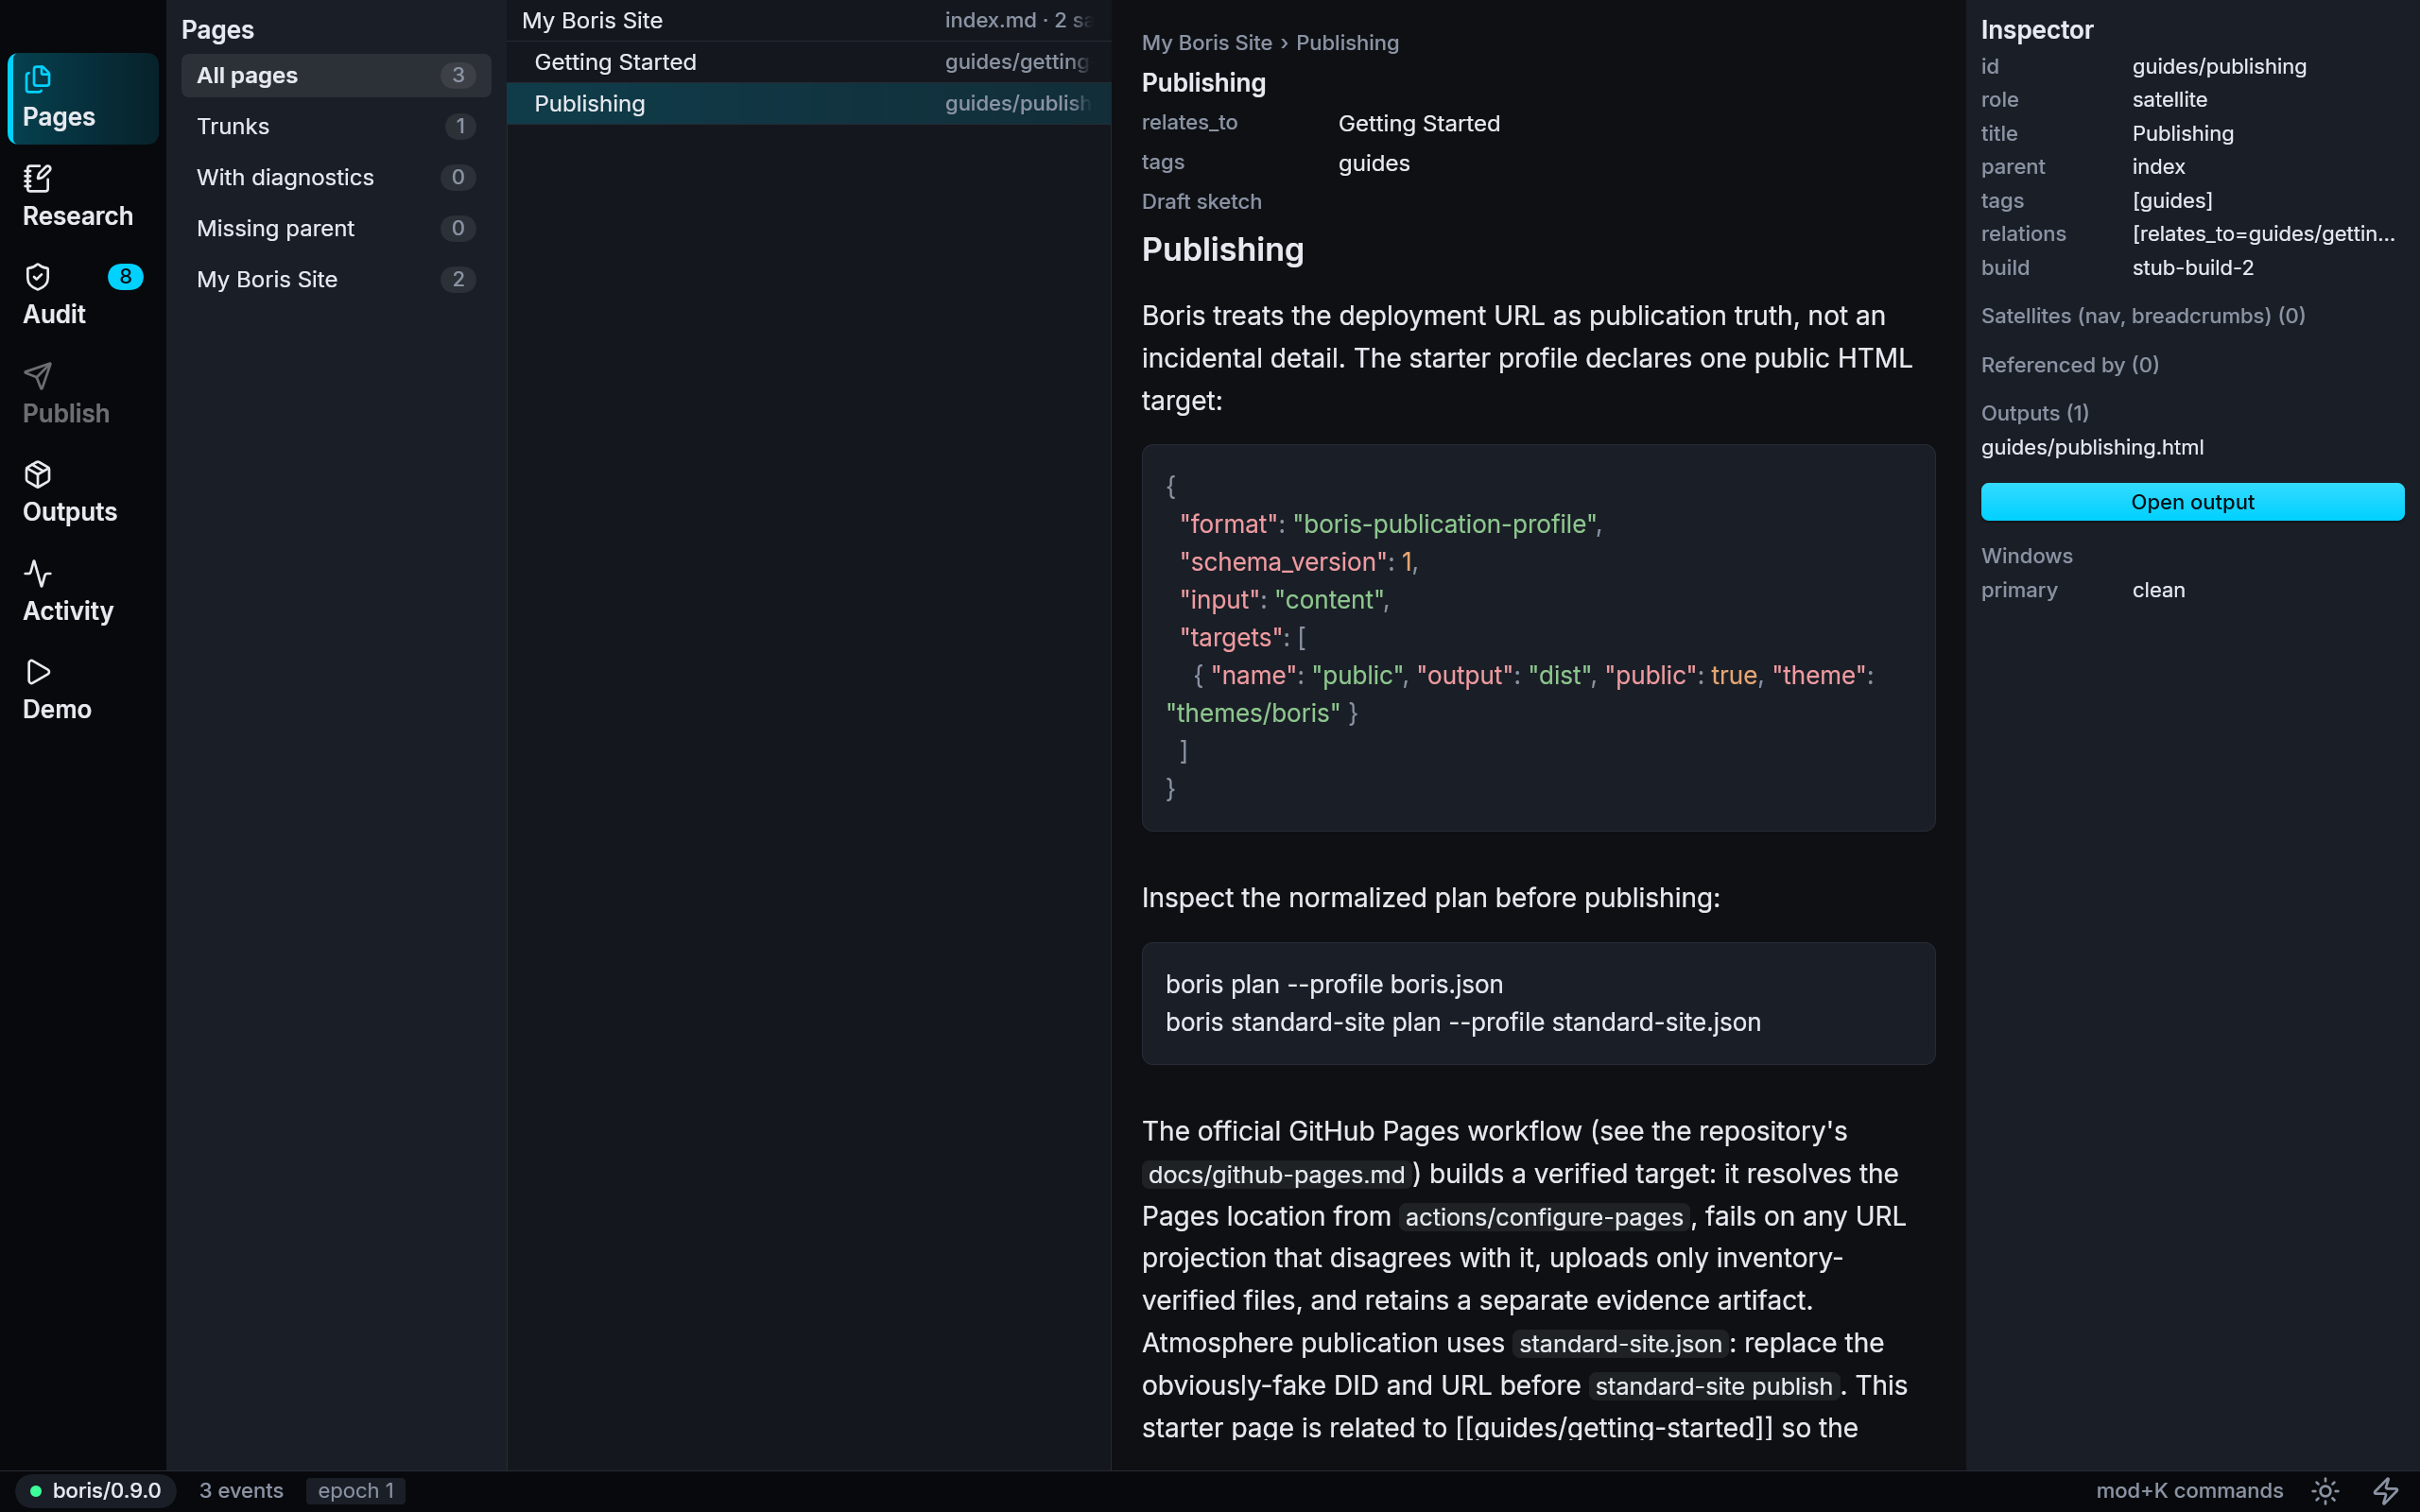 Pages
Research
8
Audit
Publish
Outputs
Activity
Demo
Pages
All pages 3
Trunks 1
With diagnostics 0
Missing parent 0
My Boris Site 2
My Boris Site index.md · 2 sa
Getting Started guides/getting
Publishing guides/publish
My Boris Site › Publishing
Publishing
relates_to Getting Started
tags guides
Draft sketch
Publishing
Boris treats the deployment URL as publication truth, not an
incidental detail. The starter profile declares one public HTML
target:
{
"format": "boris-publication-profile",
"schema_version": 1,
"input": "content",
"targets": [
{ "name": "public", "output": "dist", "public": true, "theme":
"themes/boris" }
]
}
Inspect the normalized plan before publishing:
boris plan --profile boris.json
boris standard-site plan --profile standard-site.json
The official GitHub Pages workflow (see the repository's
docs/github-pages.md) builds a verified target: it resolves the
Pages location from actions/configure-pages, fails on any URL
projection that disagrees with it, uploads only inventory-
verified files, and retains a separate evidence artifact.
Atmosphere publication uses standard-site.json: replace the
obviously-fake DID and URL before standard-site publish. This
starter page is related to [[guides/getting-started]] so the
Inspector
id guides/publishing
role satellite
title Publishing
parent index
tags [guides]
relations [relates_to=guides/gettin...
build stub-build-2
Satellites (nav, breadcrumbs) (0)
Referenced by (0)
Outputs (1)
guides/publishing.html
Open output
Windows
primary clean
boris/0.9.0 3 events epoch 1 mod+K commands